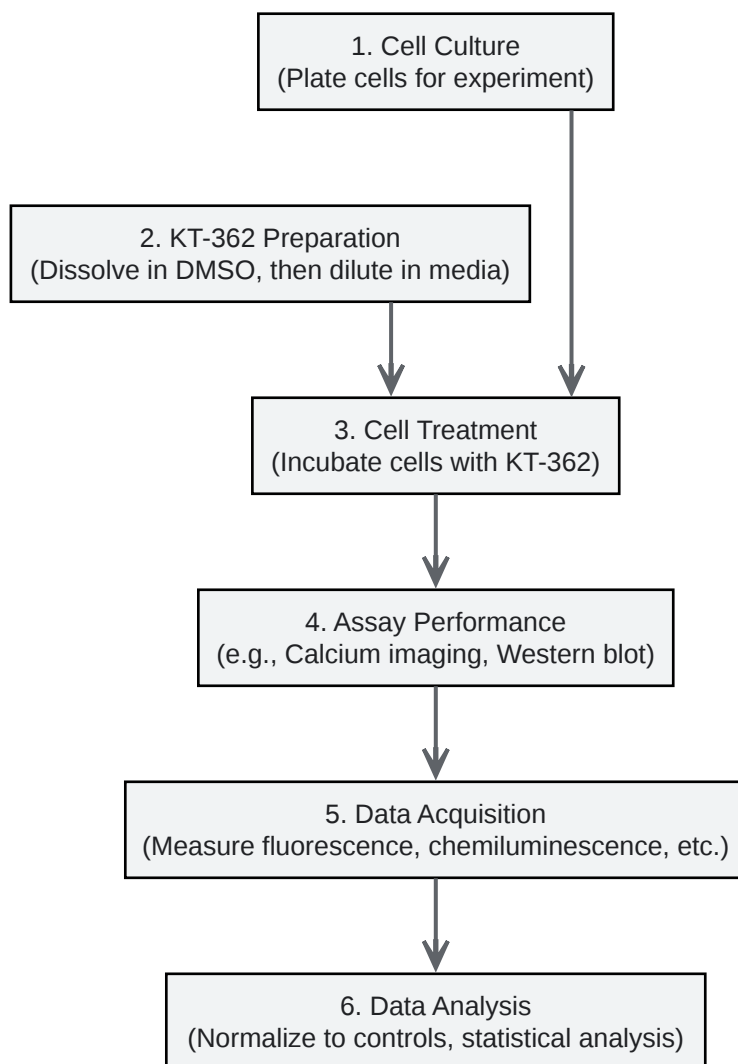 1. Cell Culture
(Plate cells for experiment)
2. KT-362 Preparation
(Dissolve in DMSO, then dilute in media)
3. Cell Treatment
(Incubate cells with KT-362)
4. Assay Performance
(e.g., Calcium imaging, Western blot)
5. Data Acquisition
(Measure fluorescence, chemiluminescence, etc.)
6. Data Analysis
(Normalize to controls, statistical analysis)